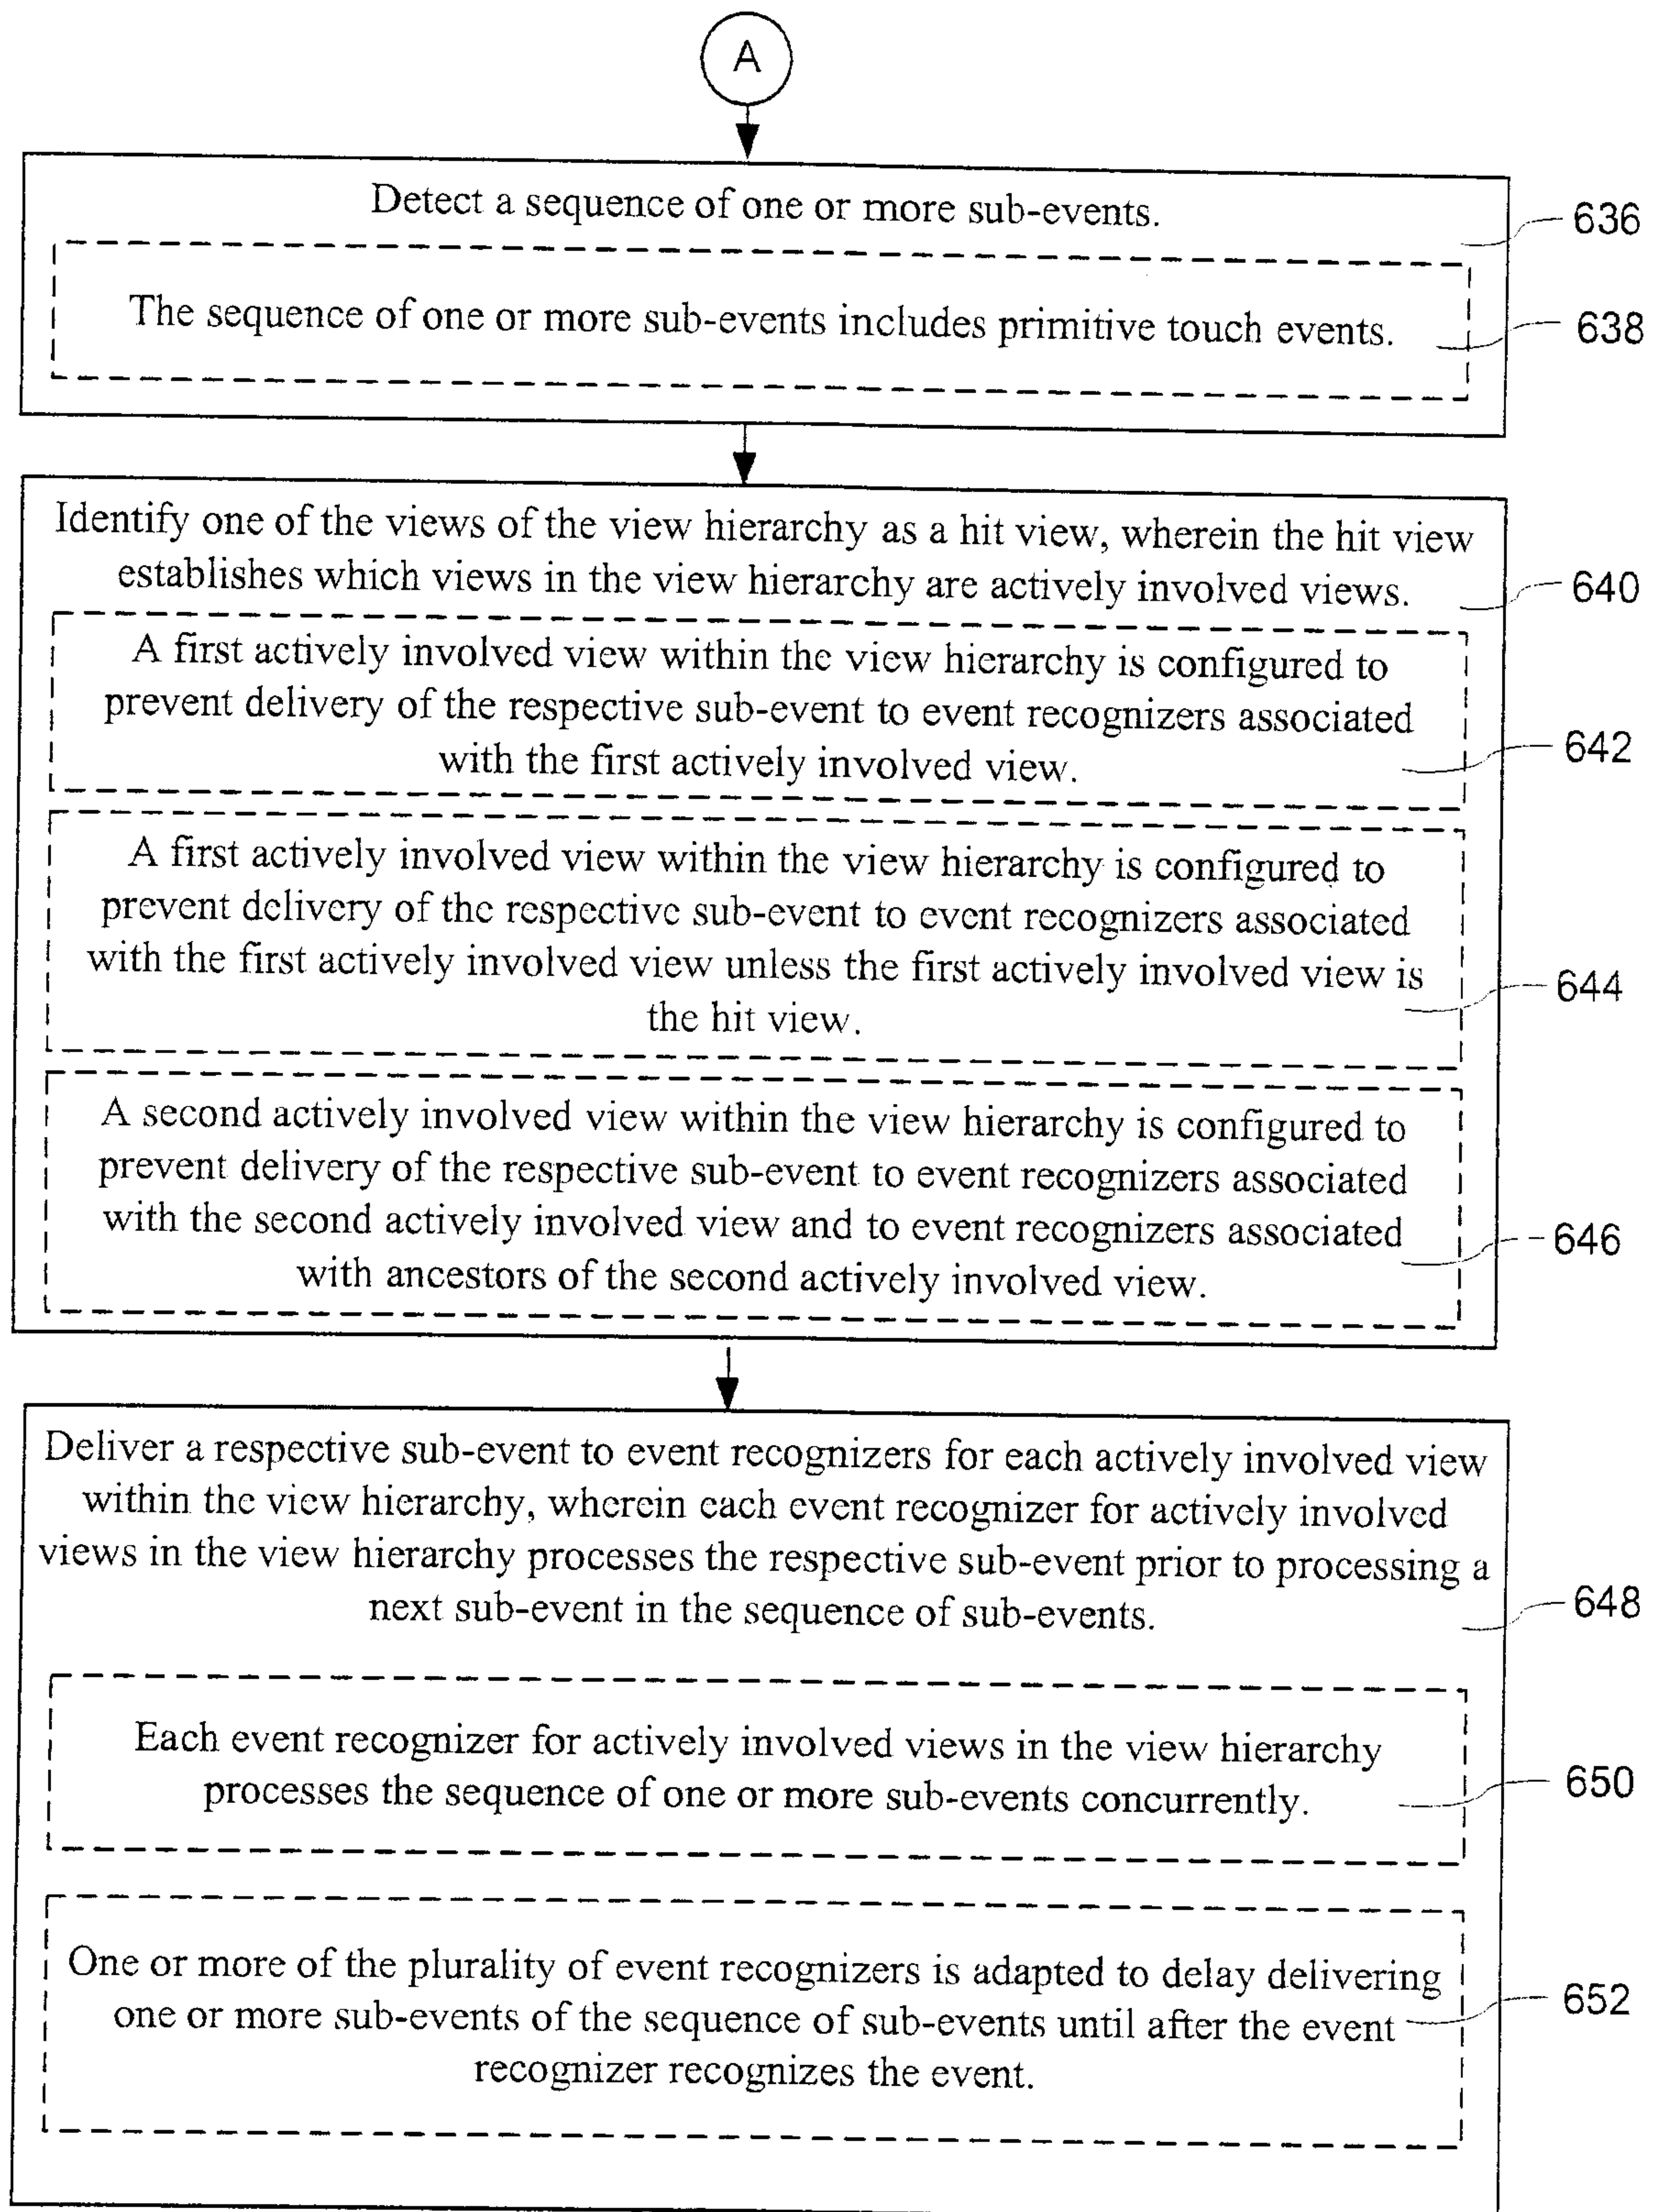 A
Detect a sequence of one or more sub-events.
636
The sequence of one or more sub-events includes primitive touch events.
638
Identify one of the views of the view hierarchy as a hit view, wherein the hit view
establishes which views in the view hierarchy are actively involved views.
640
A first actively involved view within the view hierarchy is configured to
prevent delivery of the respective sub-event to event recognizers associated
with the first actively involved view.
642
A first actively involved view within the view hierarchy is configured to
prevent delivery of the respective sub-event to event recognizers associated
with the first actively involved view unless the first actively involved view is
the hit view.
644
A second actively involved view within the view hierarchy is configured to
prevent delivery of the respective sub-event to event recognizers associated
with the second actively involved view and to event recognizers associated
with ancestors of the second actively involved view.
646
Deliver a respective sub-event to event recognizers for each actively involved view
within the view hierarchy, wherein each event recognizer for actively involved
views in the view hierarchy processes the respective sub-event prior to processing a
next sub-event in the sequence of sub-events.
648
Each event recognizer for actively involved views in the view hierarchy
processes the sequence of one or more sub-events concurrently.
650
One or more of the plurality of event recognizers is adapted to delay delivering
one or more sub-events of the sequence of sub-events until after the event
recognizer recognizes the event.
652